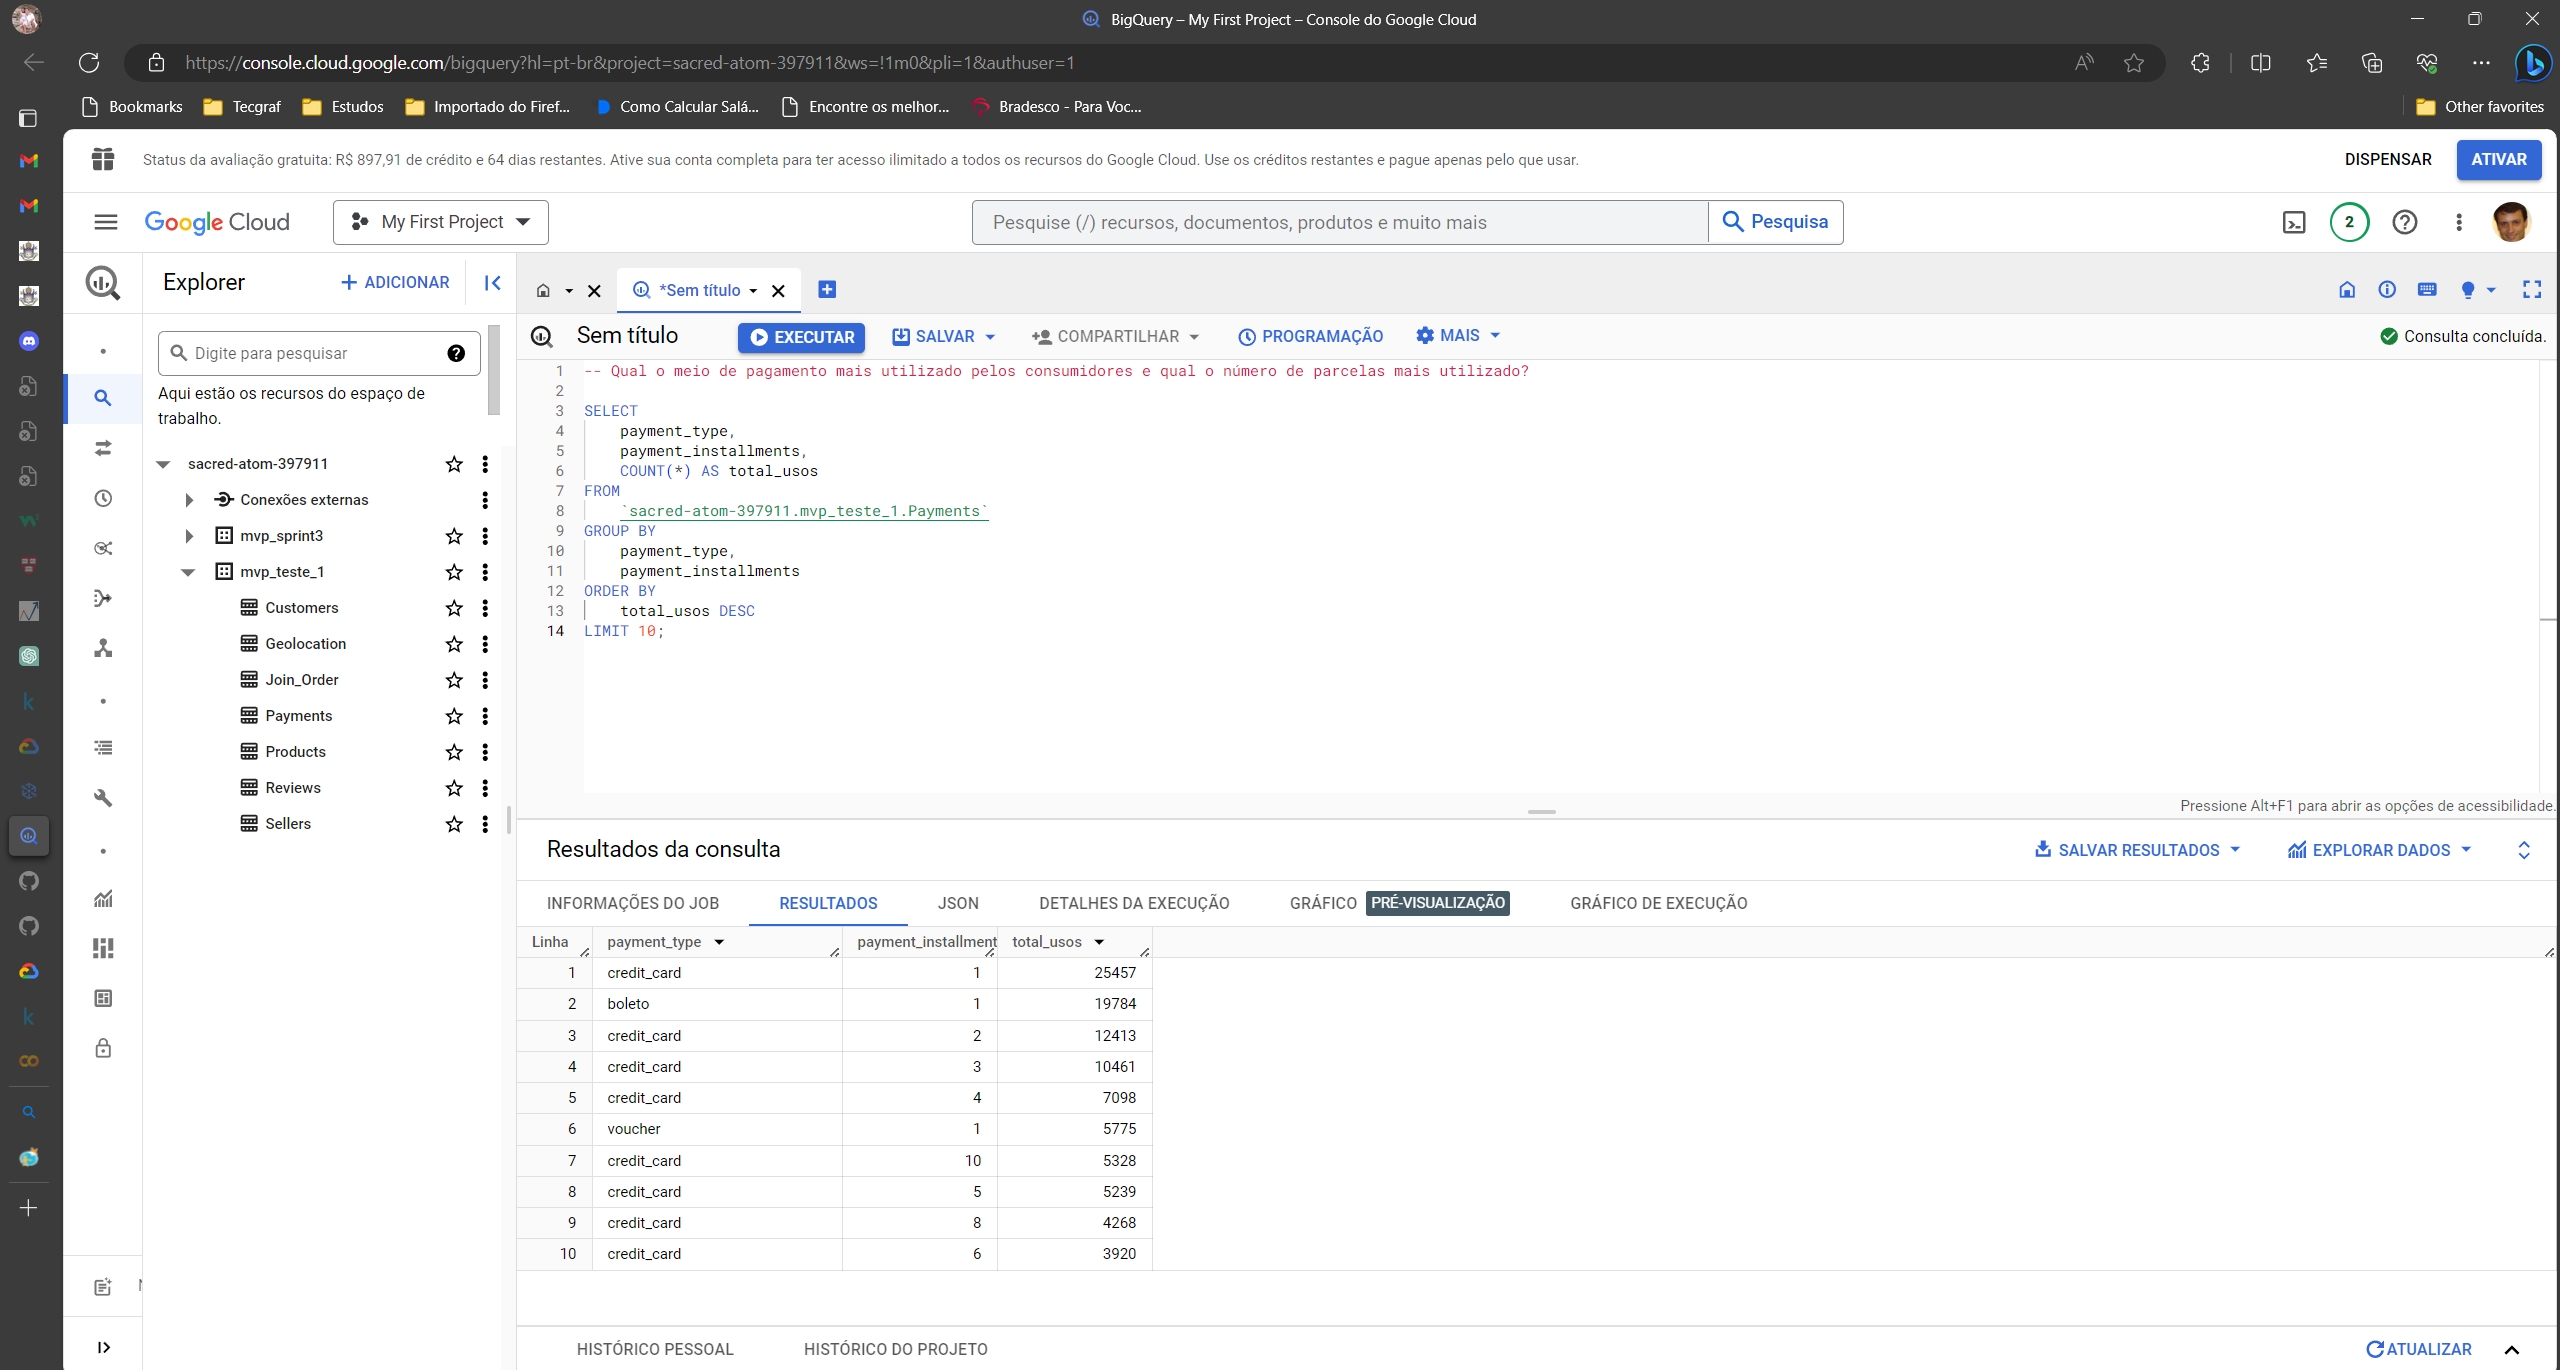 BigQuery – My First Project – Console do Google Cloud
https://console.cloud.google.com/bigquery?hl=pt-br&project=sacred-atom-397911&ws=!1m0&pli=1&authuser=1
Bookmarks Tecgraf Estudos Importado do Firef... Como Calcular Salá... Encontre os melhor... Bradesco - Para Voc... Other favorites
Status da avaliação gratuita: R$ 897,91 de crédito e 64 dias restantes. Ative sua conta completa para ter acesso ilimitado a todos os recursos do Google Cloud. Use os créditos restantes e pague apenas pelo que usar. DISPENSAR ATIVAR
Google Cloud My First Project Pesquise (/) recursos, documentos, produtos e muito mais Pesquisa 2
Explorer + ADICIONAR
*Sem título
Sem título EXECUTAR SALVAR COMPARTILHAR PROGRAMAÇÃO MAIS Consulta concluída.
Digite para pesquisar
Aqui estão os recursos do espaço de
trabalho.
sacred-atom-397911
Conexões externas
mvp_sprint3
mvp_teste_1
Customers
Geolocation
Join_Order
Payments
Products
Reviews
Sellers
1 -- Qual o meio de pagamento mais utilizado pelos consumidores e qual o número de parcelas mais utilizado?
2
3 SELECT
4 payment_type,
5 payment_installments,
6 COUNT(*) AS total_usos
7 FROM
8 `sacred-atom-397911.mvp_teste_1.Payments`
9 GROUP BY
10 payment_type,
11 payment_installments
12 ORDER BY
13 total_usos DESC
14 LIMIT 10;
Pressione Alt+F1 para abrir as opções de acessibilidade.
Resultados da consulta SALVAR RESULTADOS EXPLORAR DADOS
INFORMAÇÕES DO JOB RESULTADOS JSON DETALHES DA EXECUÇÃO GRÁFICO PRÉ-VISUALIZAÇÃO GRÁFICO DE EXECUÇÃO
Linha payment_type payment_installment total_usos
1 credit_card 1 25457
2 boleto 1 19784
3 credit_card 2 12413
4 credit_card 3 10461
5 credit_card 4 7098
6 voucher 1 5775
7 credit_card 10 5328
8 credit_card 5 5239
9 credit_card 8 4268
10 credit_card 6 3920
HISTÓRICO PESSOAL HISTÓRICO DO PROJETO ATUALIZAR